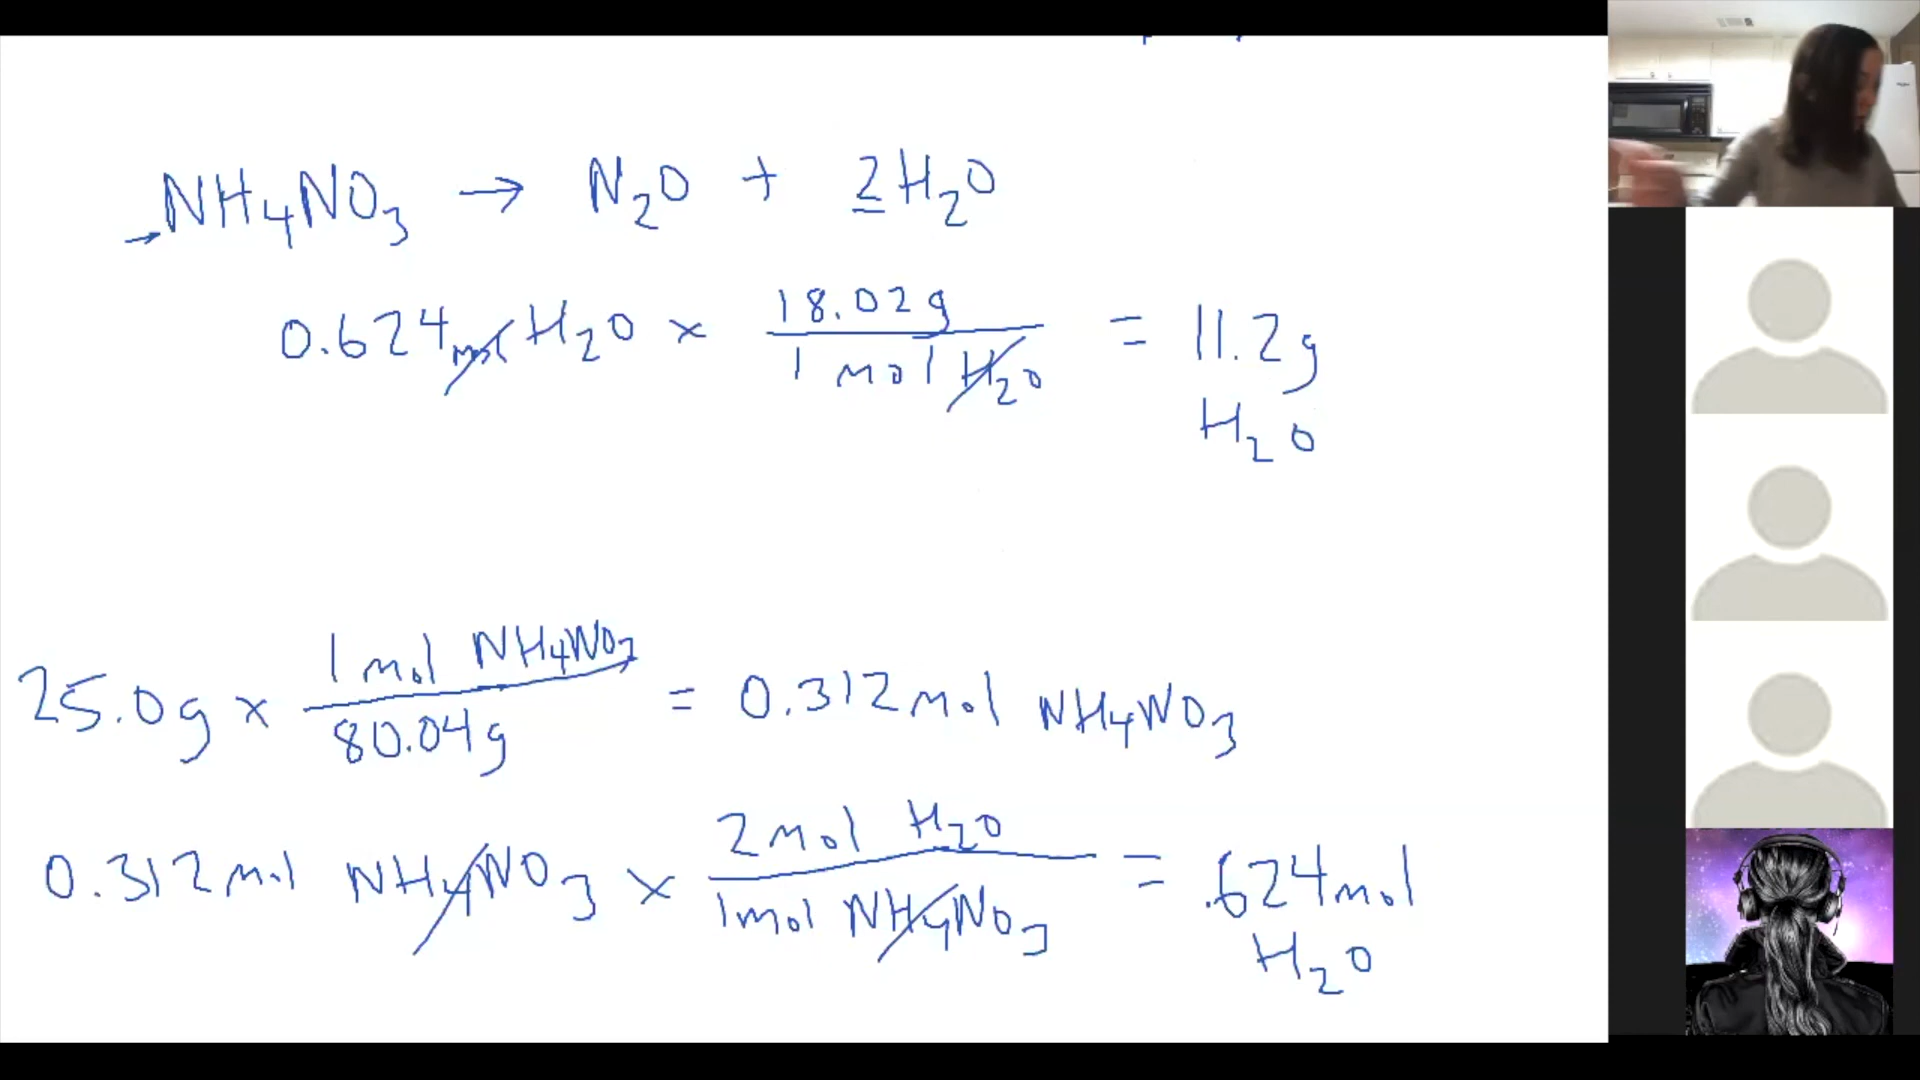 NH4NO3 → N2O + 2H2O
0.624 mol H2O × 18.02g / 1 mol H2O = 11.2g H2O
25.0g × 1 mol NH4NO3 / 80.04g = 0.312 mol NH4NO3
0.312 mol NH4NO3 × 2 mol H2O / 1 mol NH4NO3 = .624 mol H2O